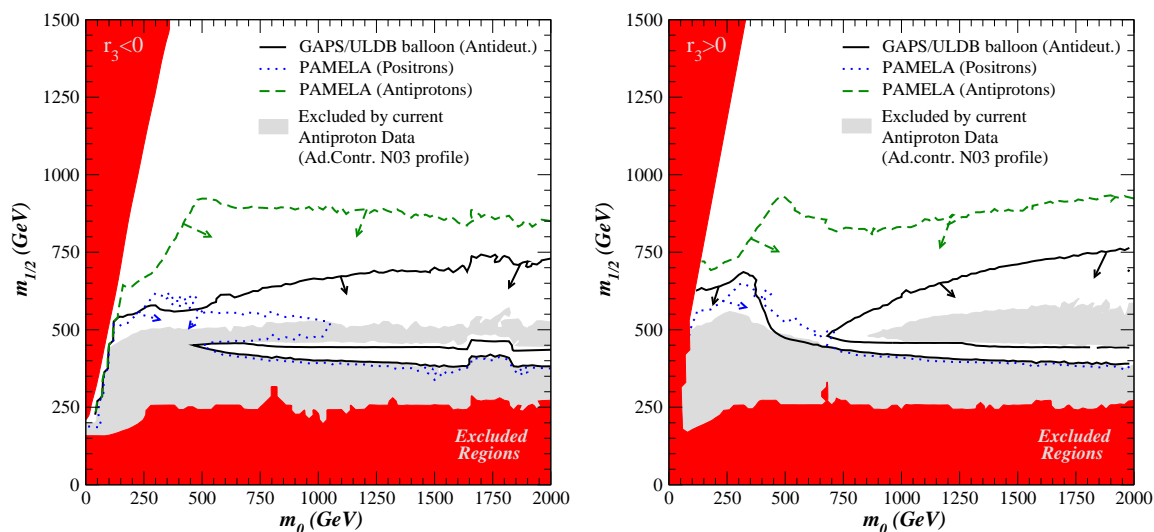 r3<0
GAPS/ULDB balloon (Antideut.)
PAMELA (Positrons)
PAMELA (Antiprotons)
Excluded by current
Antiproton Data
(Ad.Contr. N03 profile)
Excluded
Regions
1500
1250
1000
750
500
250
0
0 250 500 750 1000 1250 1500 1750 2000
m1/2 (GeV)
m0 (GeV)
r3>0
GAPS/ULDB balloon (Antideut.)
PAMELA (Positrons)
PAMELA (Antiprotons)
Excluded by current
Antiproton Data
(Ad.contr. N03 profile)
Excluded
Regions
1500
1250
1000
750
500
250
0
0 250 500 750 1000 1250 1500 1750 2000
m1/2 (GeV)
m0 (GeV)